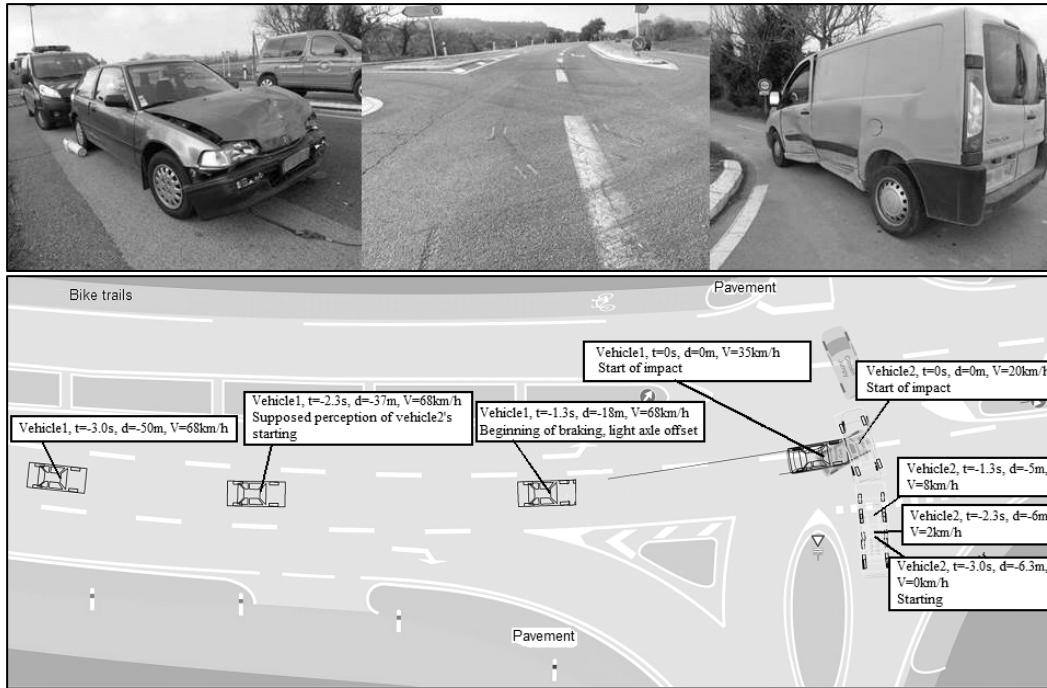 Bike trails
Pavement
Vehicle1, t=0s, d=0m, V=35km/h
Start of impact
Vehicle2, t=0s, d=0m, V=20km/h
Start of impact
Vehicle1, t=-2.3s, d=-37m, V=68km/h
Supposed perception of vehicle2's
starting
Vehicle1, t=-1.3s, d=-18m, V=68km/h
Beginning of braking, light axle offset
Vehicle1, t=-3.0s, d=-50m, V=68km/h
Vehicle2, t=-1.3s, d=-5m,
V=8km/h
Vehicle2, t=-2.3s, d=-6m
V=2km/h
Vehicle2, t=-3.0s, d=-6.3m,
V=0km/h
Starting
Pavement